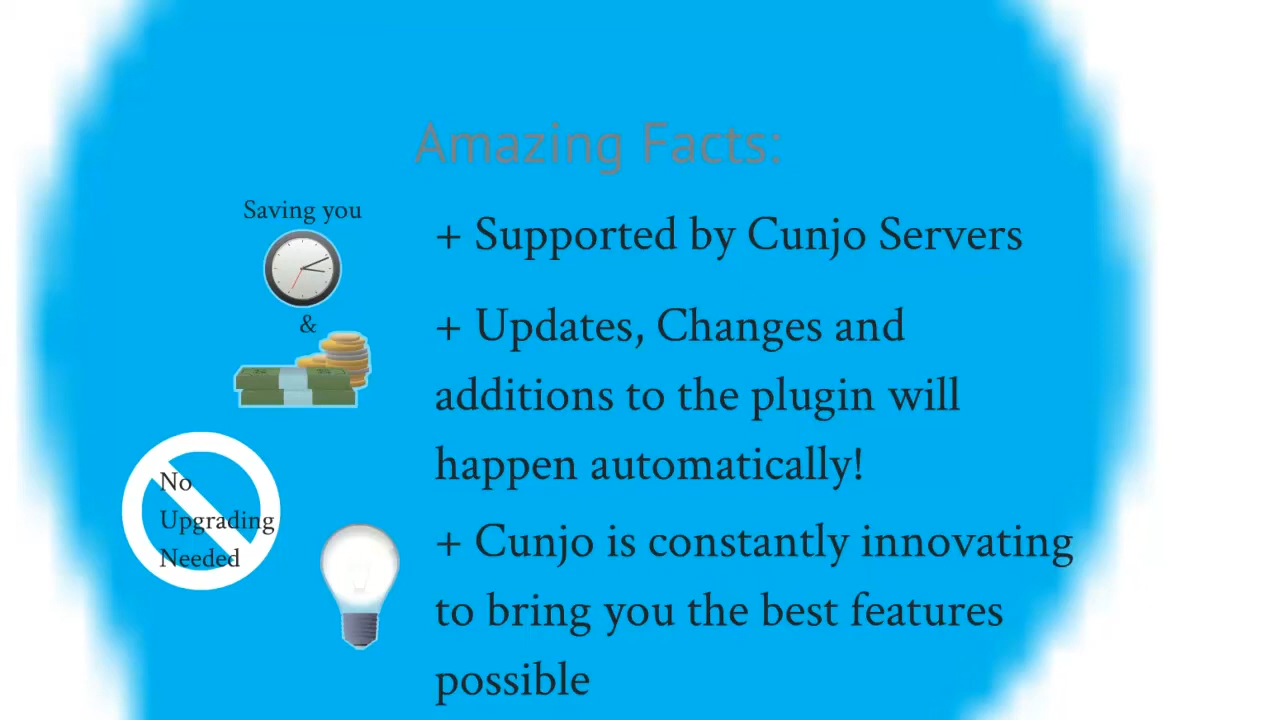 Amazing Facts:
Saving you
&
+ Supported by Cunjo Servers
+ Updates, Changes and
additions to the plugin will
happen automatically!
No
Upgrading
Needed
+ Cunjo is constantly innovating
to bring you the best features
possible